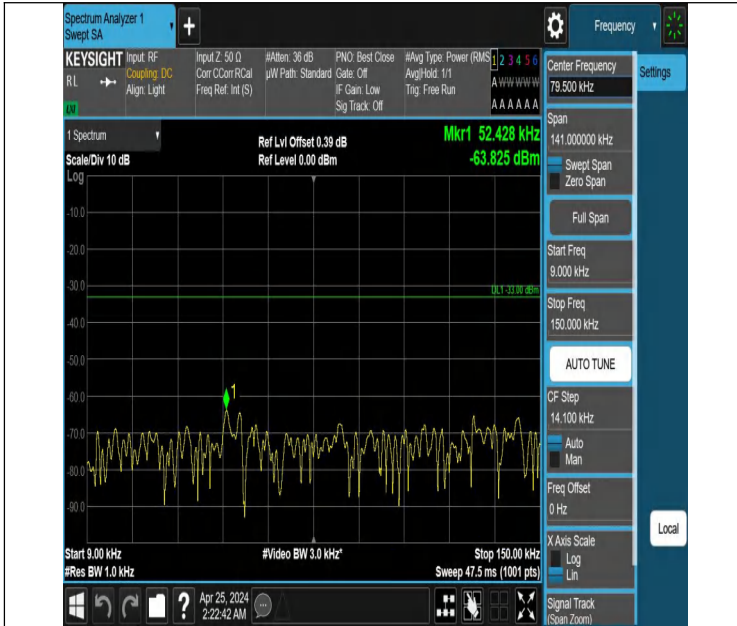 Spectrum Analyzer 1
Swept SA
+
Frequency
KEYSIGHT
RL
Input: RF
Coupling: DC
Align: Light
Input Z: 50 Ω
Corr CCorr RCal
Freq Ref: Int (S)
#Atten: 36 dB
µW Path: Standard
PNO: Best Close
Gate: Off
IF Gain: Low
Sig Track: Off
#Avg Type: Power (RMS
Avg|Hold: 1/1
Trig: Free Run
1 2 3 4 5 6
A W W W W W
A A A A A A
1 Spectrum
Scale/Div 10 dB
Log
Ref Lvl Offset 0.39 dB
Ref Level 0.00 dBm
Mkr1 52.428 kHz
-63.825 dBm
-10.0
-20.0
-30.0
DL1 -33.00 dBm
-40.0
-50.0
-60.0
1
-70.0
-80.0
-90.0
Start 9.00 kHz
#Res BW 1.0 kHz
#Video BW 3.0 kHz*
Stop 150.00 kHz
Sweep 47.5 ms (1001 pts)
?
Apr 25, 2024
2:22:42 AM
Center Frequency
79.500 kHz
Span
141.000000 kHz
Swept Span
Zero Span
Full Span
Start Freq
9.000 kHz
Stop Freq
150.000 kHz
AUTO TUNE
CF Step
14.100 kHz
Auto
Man
Freq Offset
0 Hz
X Axis Scale
Log
Lin
Signal Track
(Span Zoom)
Settings
Local